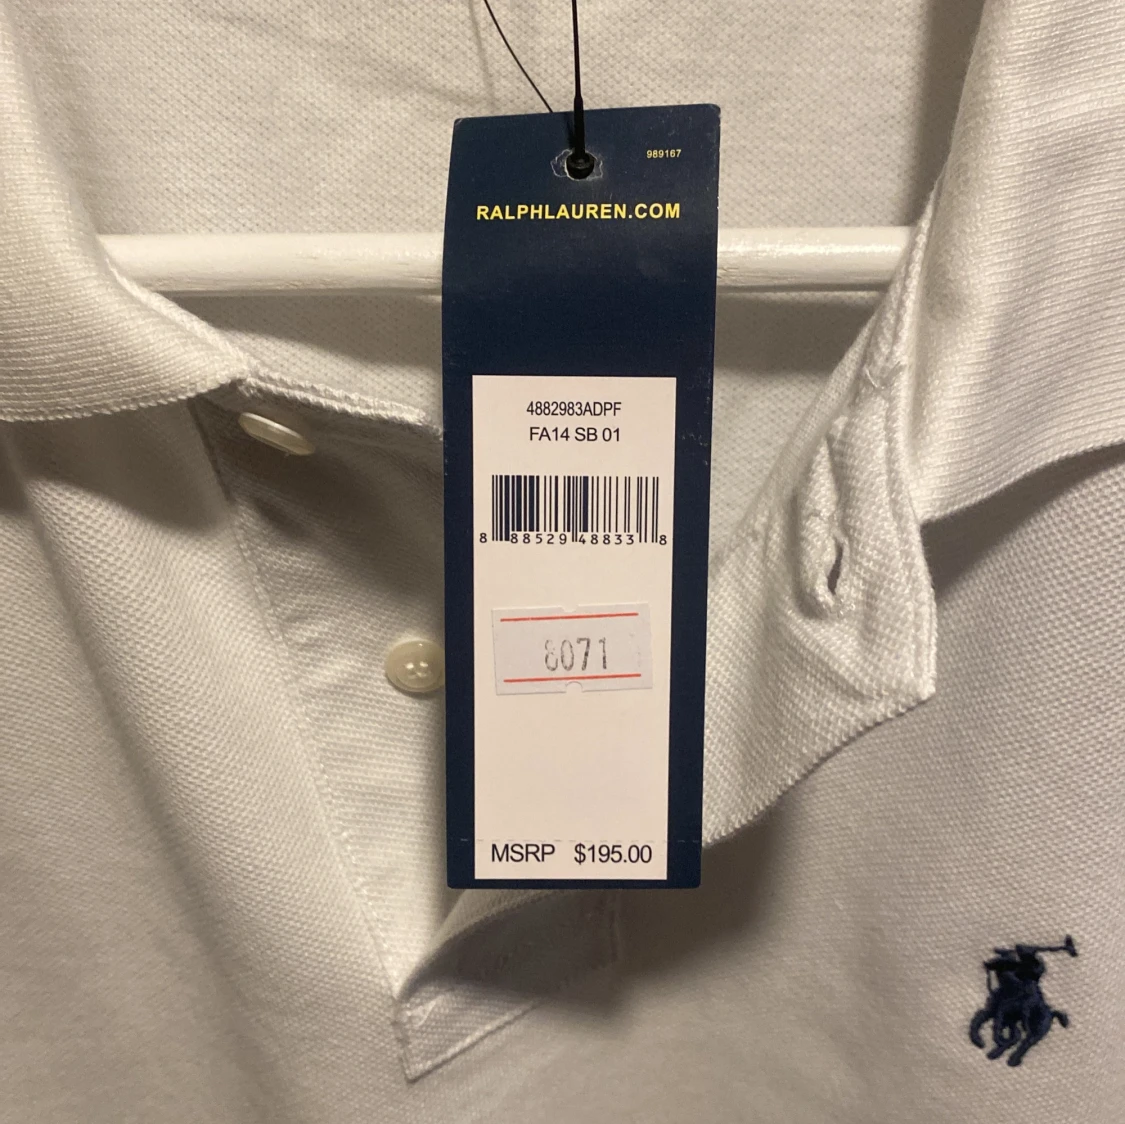 989167
RALPHLAUREN.COM
4882983ADPF
FA14 SB 01
8 88529 48833 8
8071
MSRP $195.00